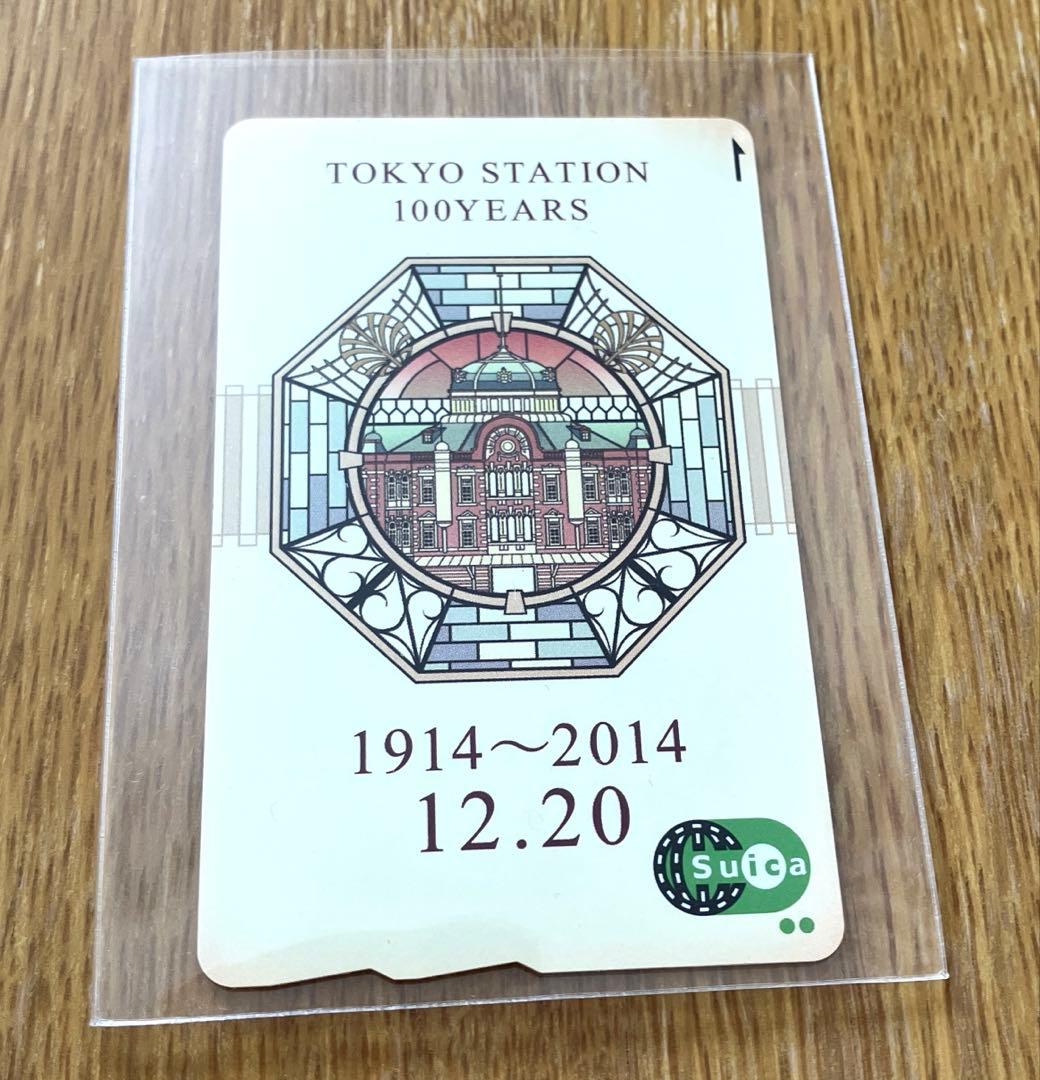 TOKYO STATION
100YEARS
1914～2014
12.20
Suica